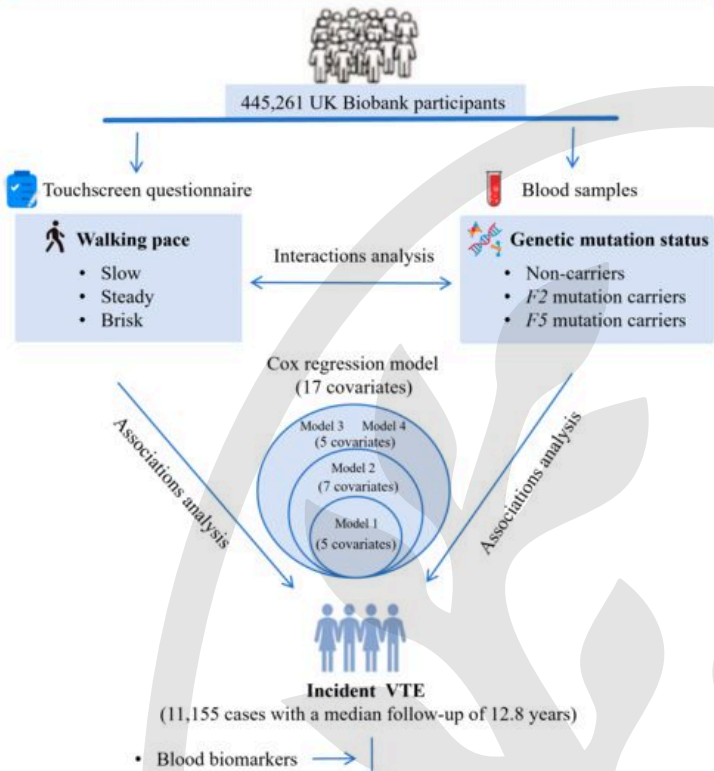 445,261 UK Biobank participants
Touchscreen questionnaire
Blood samples
Walking pace
• Slow
• Steady
• Brisk
Interactions analysis
Genetic mutation status
• Non-carriers
• F2 mutation carriers
• F5 mutation carriers
Cox regression model
(17 covariates)
Associations analysis
Model 3 Model 4
(5 covariates)
Model 2
(7 covariates)
Model 1
(5 covariates)
Associations analysis
Incident VTE
(11,155 cases with a median follow-up of 12.8 years)
• Blood biomarkers